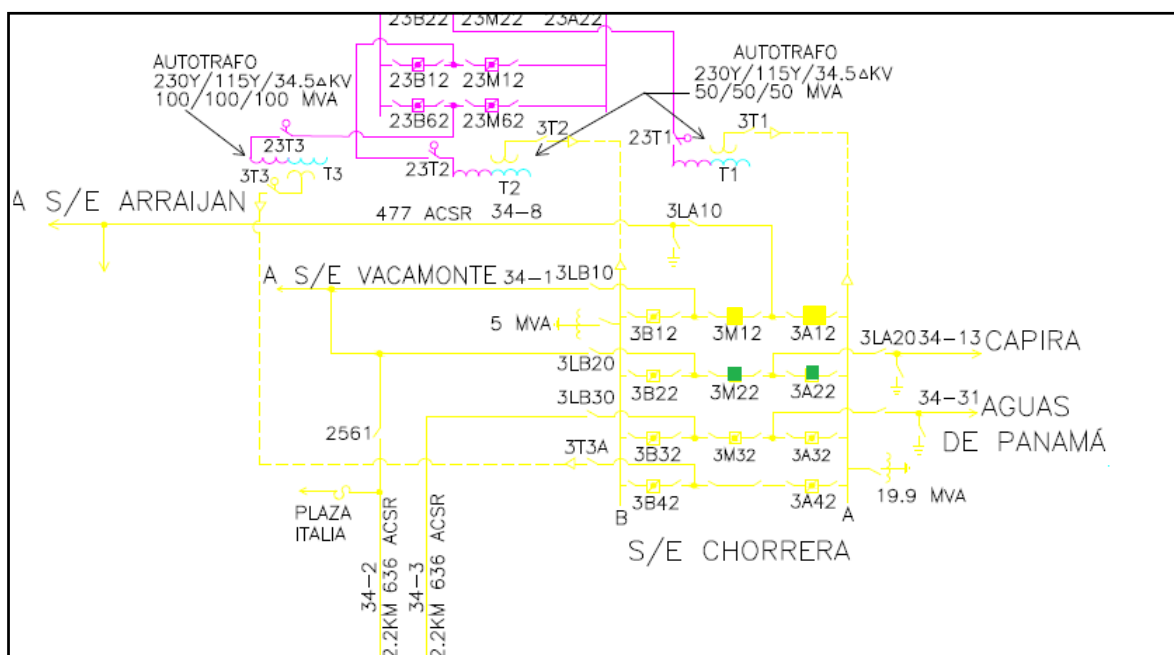 23B22 23M22 23A22
AUTOTRAFO
230Y/115Y/34.5△KV
100/100/100 MVA
23B12 23M12
AUTOTRAFO
230Y/115Y/34.5△KV
50/50/50 MVA
23B62 23M62
3T2
3T1
23T3
23T1
3T3
T3
23T2
T2
T1
A S/E ARRAIJAN
477 ACSR 34-8
3LA10
A S/E VACAMONTE 34-1
3LB10
5 MVA
3B12 3M12 3A12
3LA20 34-13 CAPIRA
3LB20
3B22 3M22 3A22
3LB30
34-31
AGUAS
DE PANAMÁ
2561
3B32 3M32 3A32
3T3A
19.9 MVA
3B42 3A42
PLAZA
ITALIA
B A
S/E CHORRERA
34-2
2.2KM 636 ACSR
34-3
2.2KM 636 ACSR